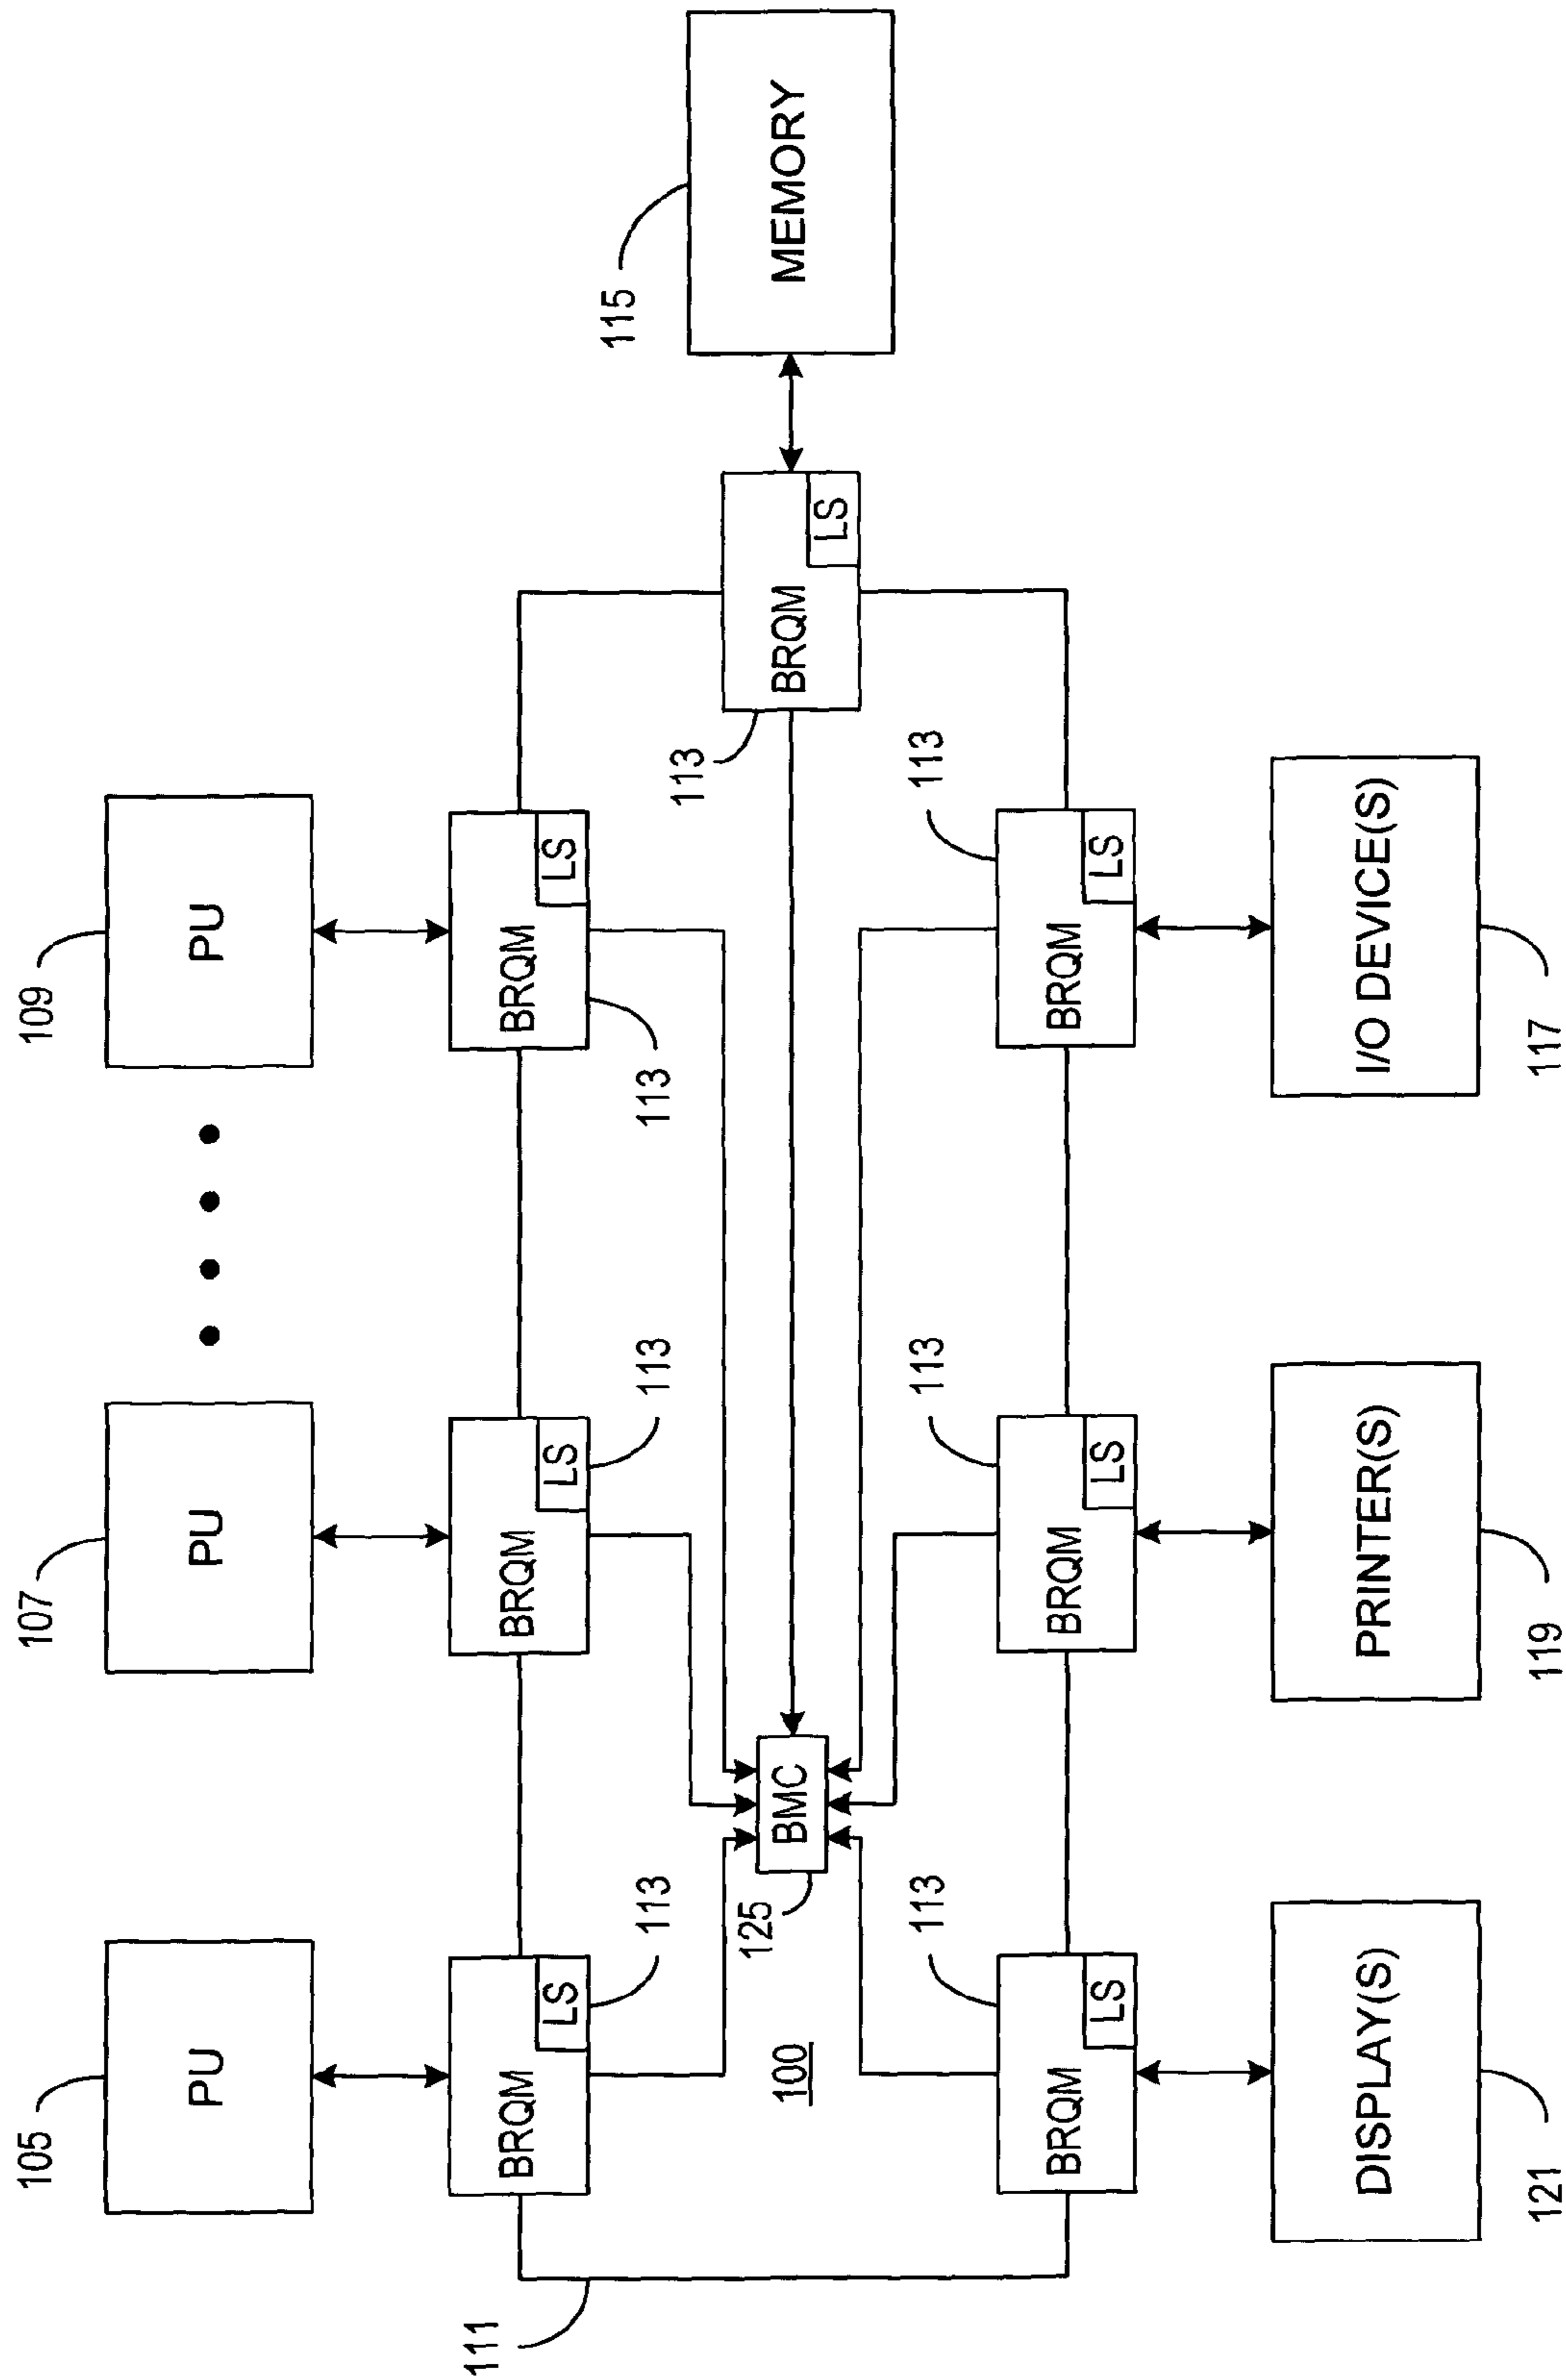 105
107
109
PU
PU
PU
BRQM
LS
BRQM
LS
BRQM
LS
111
113
113
113
113
115
125
100
BMC
BRQM
LS
MEMORY
113
113
113
BRQM
LS
BRQM
LS
BRQM
LS
DISPLAY(S)
PRINTER(S)
I/O DEVICE(S)
121
119
117